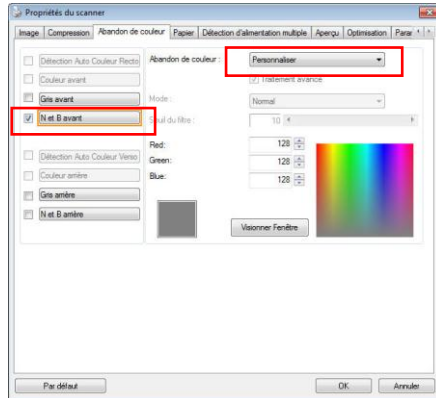 Propriétés du scanner
Image Compression Abandon de couleur Papier Détection d'alimentation multiple Aperçu Optimisation Para
Détection Auto Couleur Recto
Couleur avant
Gris avant
N et B avant
Détection Auto Couleur Verso
Couleur arrière
Gris arrière
N et B arrière
Abandon de couleur : Personnaliser
Traitement avancé
Mode : Normal
Seuil du filtre : 10
Red: 128
Green: 128
Blue: 128
Visionner Fenêtre
Par défaut OK Annuler